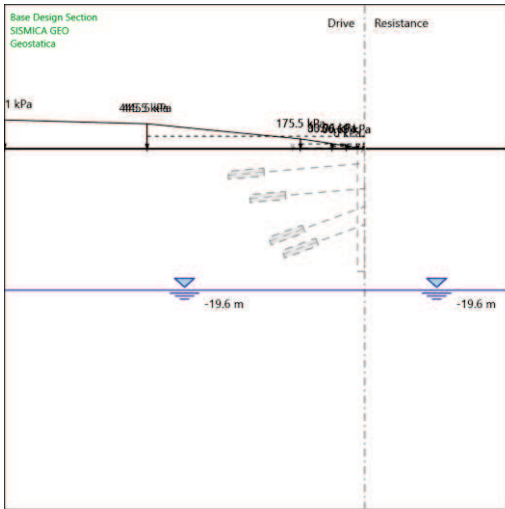 Base Design Section
SISMICA GEO
Geostatica
Drive
Resistance
1 kPa
175.5 kPa
-19.6 m
-19.6 m